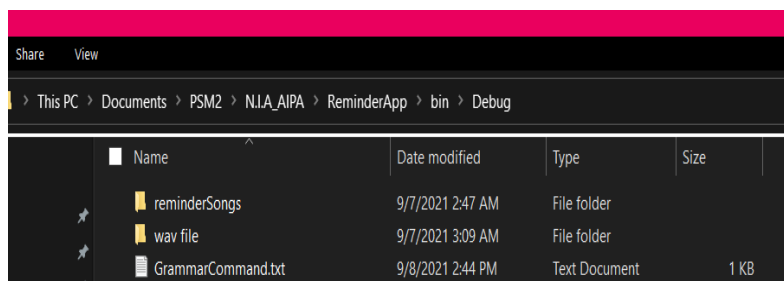 Share View
> This PC > Documents > PSM2 > N.I.A_AIPA > ReminderApp > bin > Debug
Name Date modified Type Size
reminderSongs 9/7/2021 2:47 AM File folder
wav file 9/7/2021 3:09 AM File folder
GrammarCommand.txt 9/8/2021 2:44 PM Text Document 1 KB